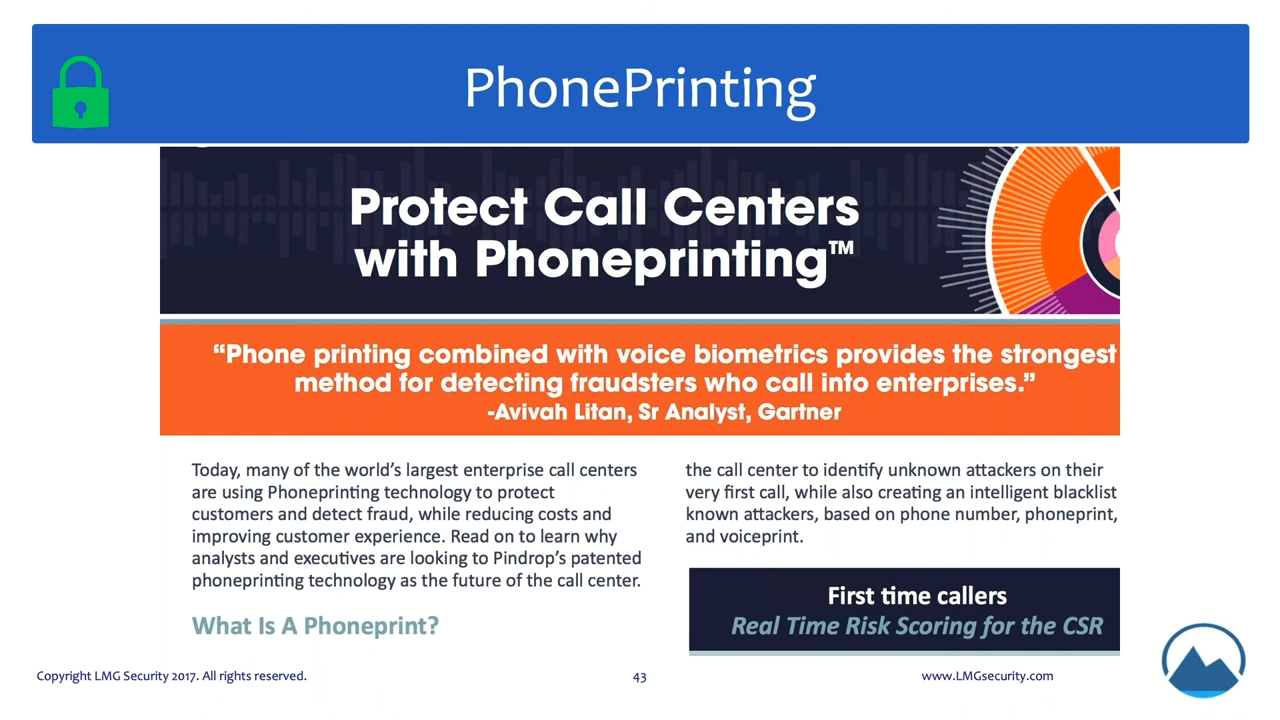 PhonePrinting
Protect Call Centers
with Phoneprinting™
“Phone printing combined with voice biometrics provides the strongest
method for detecting fraudsters who call into enterprises.”
-Avivah Litan, Sr Analyst, Gartner
Today, many of the world’s largest enterprise call centers
are using Phoneprinting technology to protect
customers and detect fraud, while reducing costs and
improving customer experience. Read on to learn why
analysts and executives are looking to Pindrop’s patented
phoneprinting technology as the future of the call center.
What Is A Phoneprint?
the call center to identify unknown attackers on their
very first call, while also creating an intelligent blacklist
known attackers, based on phone number, phoneprint,
and voiceprint.
First time callers
Real Time Risk Scoring for the CSR
Copyright LMG Security 2017. All rights reserved.
43
www.LMGsecurity.com